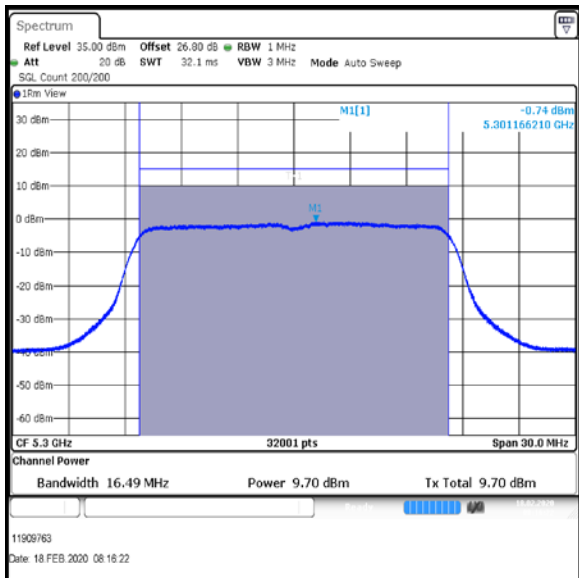 Spectrum
Ref Level 35.00 dBm Offset 26.80 dB RBW 1 MHz
Att 20 dB SWT 32.1 ms VBW 3 MHz Mode Auto Sweep
SGL Count 200/200
1Rm View
M1[1] -0.74 dBm
5.301166210 GHz
30 dBm
20 dBm
10 dBm
M1
0 dBm
-10 dBm
-20 dBm
-30 dBm
-40 dBm
-50 dBm
-60 dBm
CF 5.3 GHz 32001 pts Span 30.0 MHz
Channel Power
Bandwidth 16.49 MHz Power 9.70 dBm Tx Total 9.70 dBm
Ready
11909763
Date: 18.FEB.2020 08:16:22